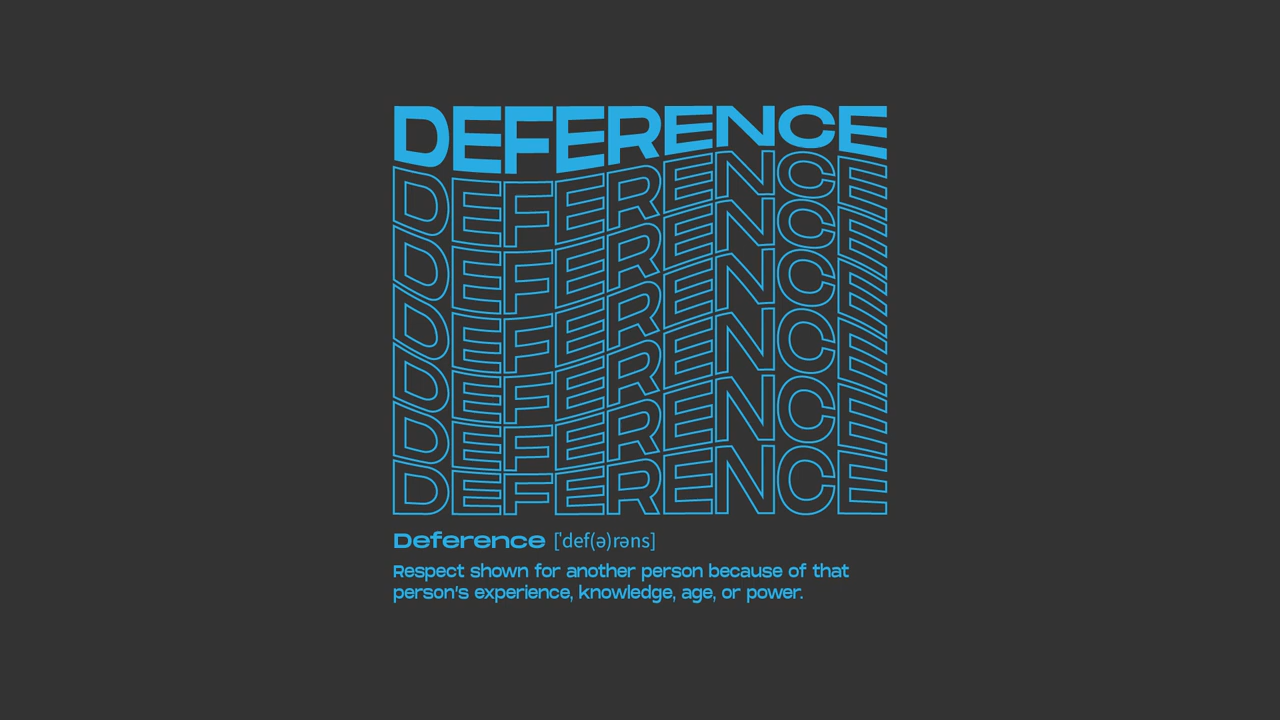 DEFERENCE
DEFERENCE
DEFERENCE
DEFERENCE
DEFERENCE
DEFERENCE
DEFERENCE
Deference [ˈdef(ə)rəns]
Respect shown for another person because of that
person's experience, knowledge, age, or power.